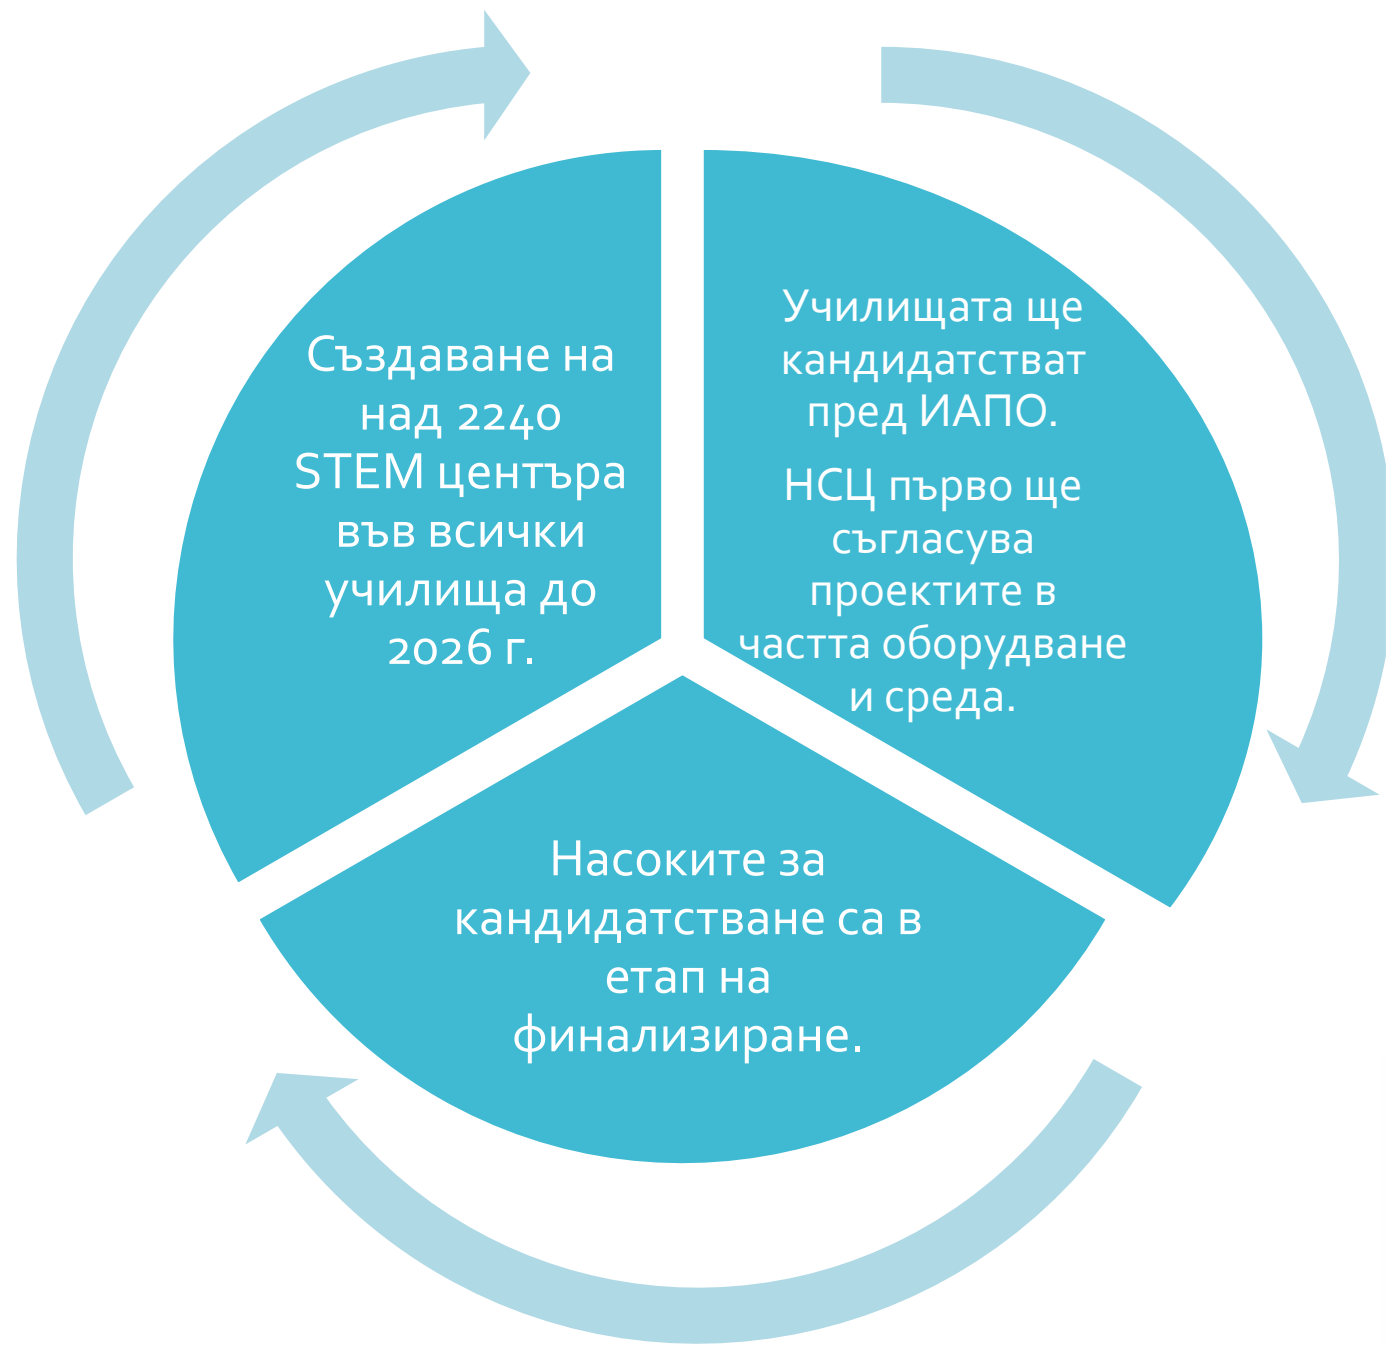 Създаване на
над 2240
STEM центъра
във всички
училища до
2026 г.
Училищата ще
кандидатстват
пред ИАПО.
НСЦ първо ще
съгласува
проектите в
частта оборудване
и среда.
Насоките за
кандидатстване са в
етап на
финализиране.